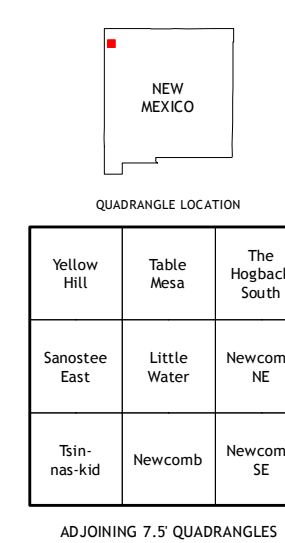 NEW
MEXICO
QUADRANGLE LOCATION
Yellow
Hill
Table
Mesa
The
Hogback
South
Sanostee
East
Little
Water
Newcom
NE
Tsin-
nas-kid
Newcomb
Newcom
SE
ADJOINING 7.5' QUADRANGLES